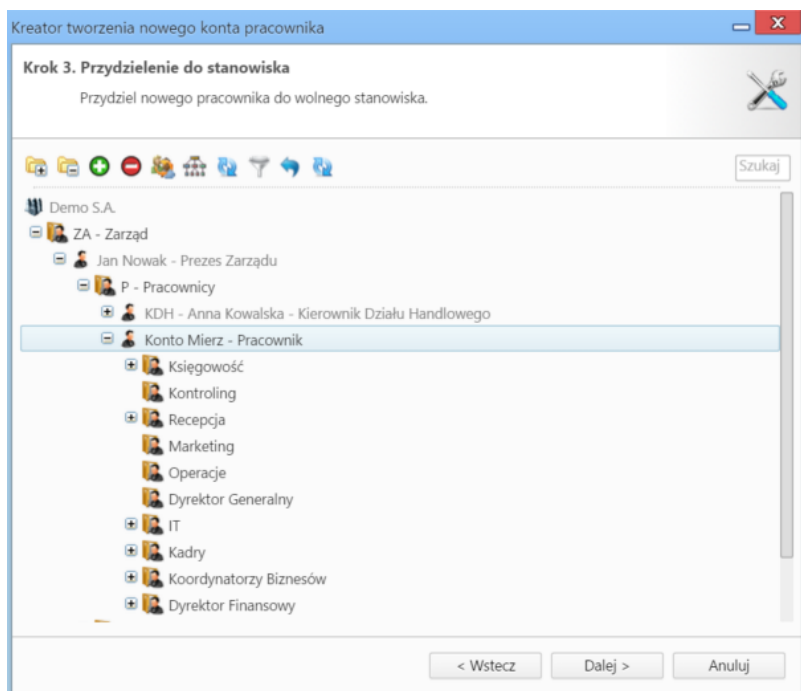 Kreator tworzenia nowego konta pracownika
Krok 3. Przydzielenie do stanowiska
Przydziel nowego pracownika do wolnego stanowiska.
Szukaj
Demo S.A.
ZA - Zarząd
Jan Nowak - Prezes Zarządu
P - Pracownicy
KDH - Anna Kowalska - Kierownik Działu Handlowego
Konto Mierz - Pracownik
Księgowość
Kontroling
Recepcja
Marketing
Operacje
Dyrektor Generalny
IT
Kadry
Koordynatorzy Biznesów
Dyrektor Finansowy
< Wstecz Dalej > Anuluj